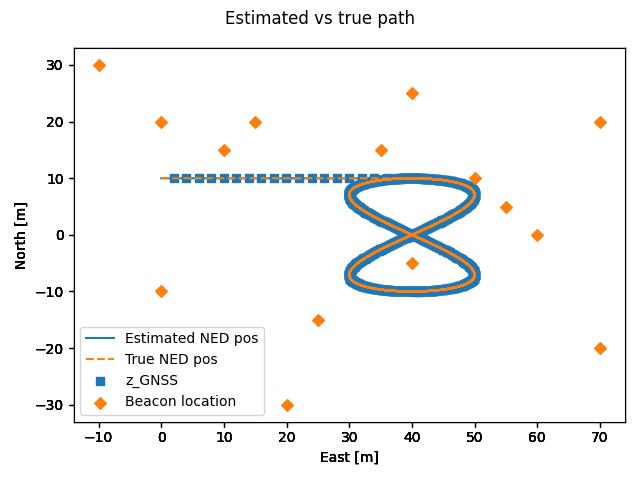 Estimated vs true path
North [m]
30
20
10
0
−10
−20
−30
Estimated NED pos
True NED pos
z_GNSS
Beacon location
−10 0 10 20 30 40 50 60 70
East [m]